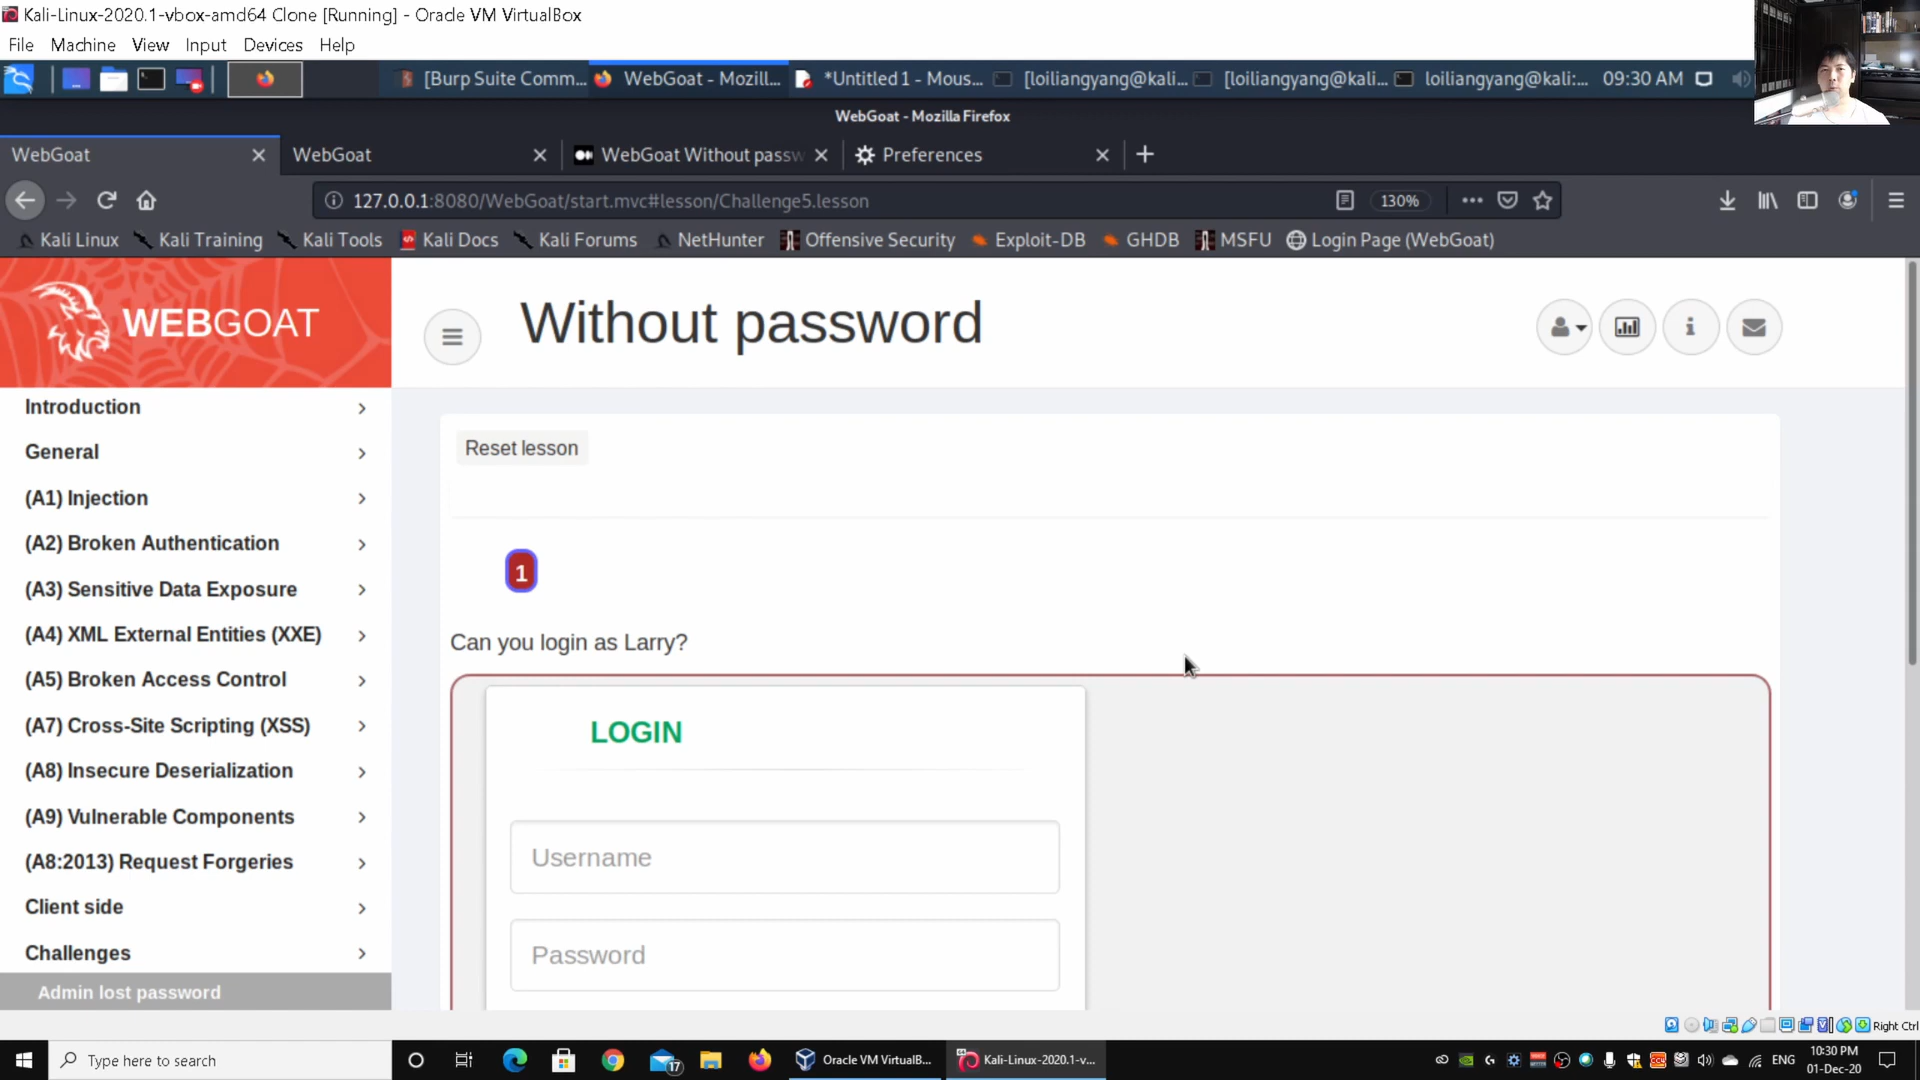 Kali-Linux-2020.1-vbox-amd64 Clone [Running] - Oracle VM VirtualBox
File Machine View Input Devices Help
[Burp Suite Comm... WebGoat - Mozill... *Untitled 1 - Mous... [loiliangyang@kali... [loiliangyang@kali... loiliangyang@kali:... 09:30 AM
WebGoat - Mozilla Firefox
WebGoat WebGoat WebGoat Without passw Preferences
127.0.0.1:8080/WebGoat/start.mvc#lesson/Challenge5.lesson 130%
Kali Linux Kali Training Kali Tools Kali Docs Kali Forums NetHunter Offensive Security Exploit-DB GHDB MSFU Login Page (WebGoat)
WEBGOAT
Without password
Introduction
General
(A1) Injection
(A2) Broken Authentication
(A3) Sensitive Data Exposure
(A4) XML External Entities (XXE)
(A5) Broken Access Control
(A7) Cross-Site Scripting (XSS)
(A8) Insecure Deserialization
(A9) Vulnerable Components
(A8:2013) Request Forgeries
Client side
Challenges
Admin lost password
Reset lesson
1
Can you login as Larry?
LOGIN
Username
Password
Right Ctrl
Type here to search
17
Oracle VM VirtualB...
Kali-Linux-2020.1-v...
ENG
10:30 PM
01-Dec-20